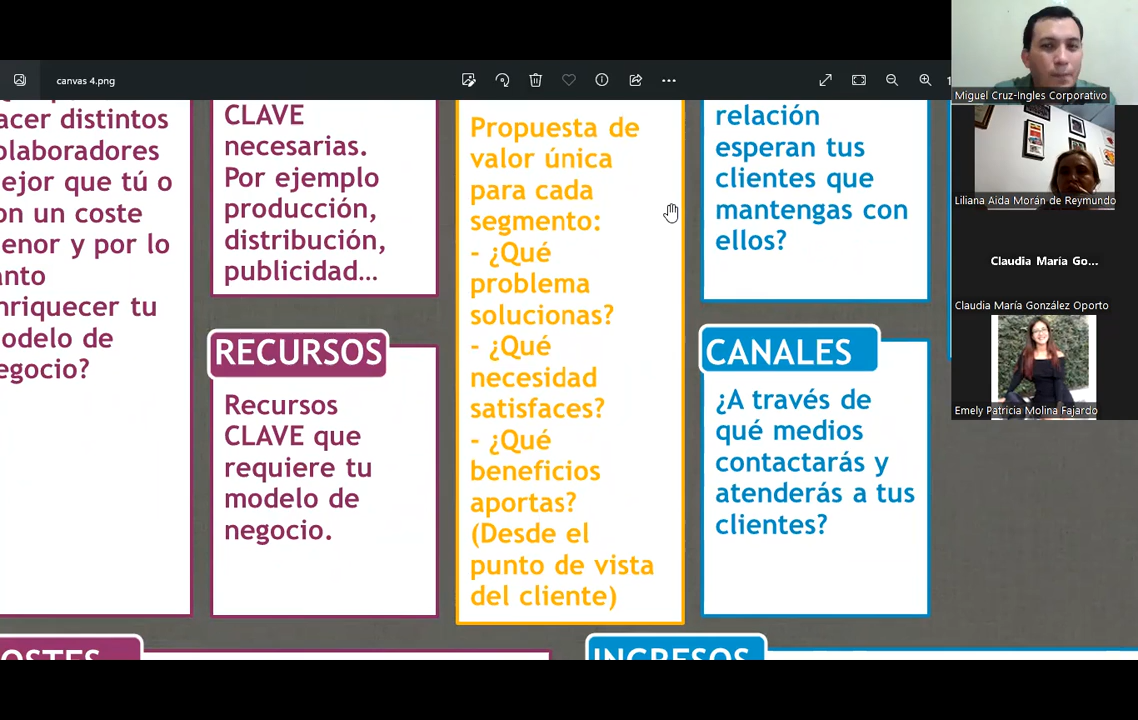 canvas 4.png
1
acer distintos
olaboradores
ejor que tú o
on un coste
enor y por lo
anto
nriquecer tu
odelo de
egocio?
CLAVE
necesarias.
Por ejemplo
producción,
distribución,
publicidad...
RECURSOS
Recursos
CLAVE que
requiere tu
modelo de
negocio.
Propuesta de
valor única
para cada
segmento:
- ¿Qué
problema
solucionas?
- ¿Qué
necesidad
satisfaces?
- ¿Qué
beneficios
aportas?
(Desde el
punto de vista
del cliente)
relación
esperan tus
clientes que
mantengas con
ellos?
CANALES
¿A través de
qué medios
contactarás y
atenderás a tus
clientes?
OSTES
INGRESOS
Miguel Cruz-Ingles Corporativo
Liliana Aida Morán de Reymundo
Claudia María Go...
Claudia María González Oporto
Emely Patricia Molina Fajardo